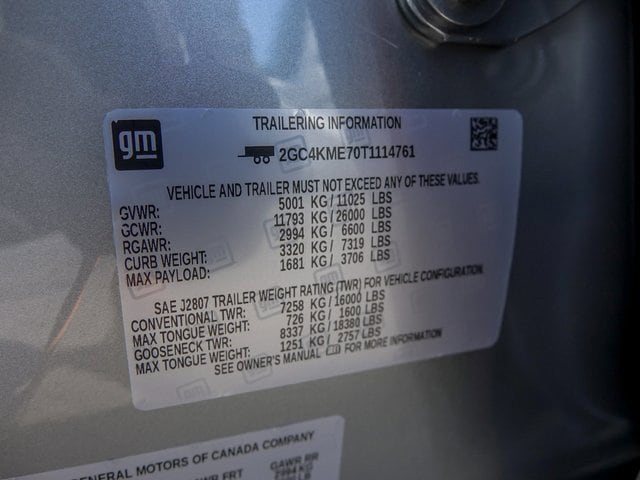 gm
TRAILERING INFORMATION
2GC4KME70T1114761
VEHICLE AND TRAILER MUST NOT EXCEED ANY OF THESE VALUES.
GVWR: 5001 KG / 11025 LBS
GCWR: 11793 KG / 26000 LBS
RGAWR: 2994 KG / 6600 LBS
CURB WEIGHT: 3320 KG / 7319 LBS
MAX PAYLOAD: 1681 KG / 3706 LBS
SAE J2807 TRAILER WEIGHT RATING (TWR) FOR VEHICLE CONFIGURATION.
CONVENTIONAL TWR: 7258 KG / 16000 LBS
MAX TONGUE WEIGHT: 726 KG / 1600 LBS
GOOSENECK TWR: 8337 KG / 18380 LBS
MAX TONGUE WEIGHT: 1251 KG / 2757 LBS
SEE OWNER'S MANUAL FOR MORE INFORMATION
GENERAL MOTORS OF CANADA COMPANY
FRT GAWR RR
2994 KG